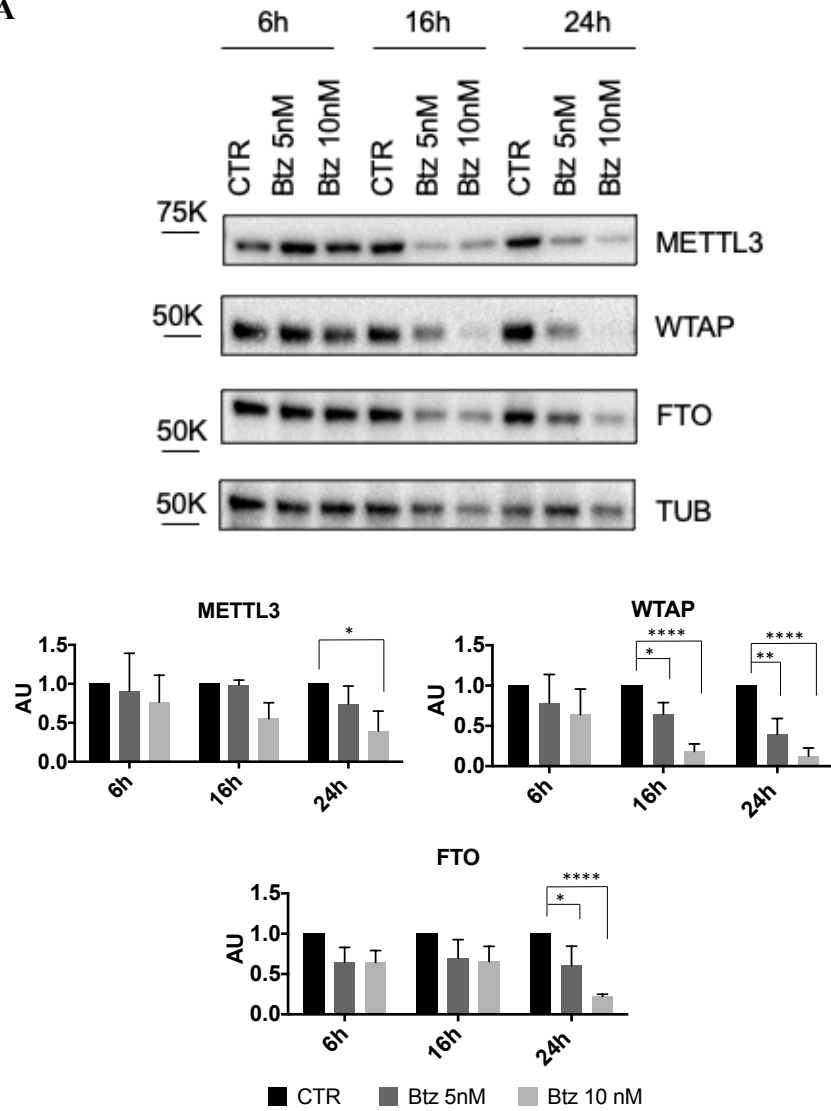 A
6h 16h 24h
CTR Btz 5nM Btz 10nM CTR Btz 5nM Btz 10nM CTR Btz 5nM Btz 10nM
75K METTL3
50K WTAP
50K FTO
50K TUB
METTL3
AU
1.5
1.0
0.5
0.0
*
6h 16h 24h
WTAP
AU
1.5
1.0
0.5
0.0
* **** ** ****
6h 16h 24h
FTO
AU
1.5
1.0
0.5
0.0
* ****
6h 16h 24h
CTR Btz 5nM Btz 10 nM